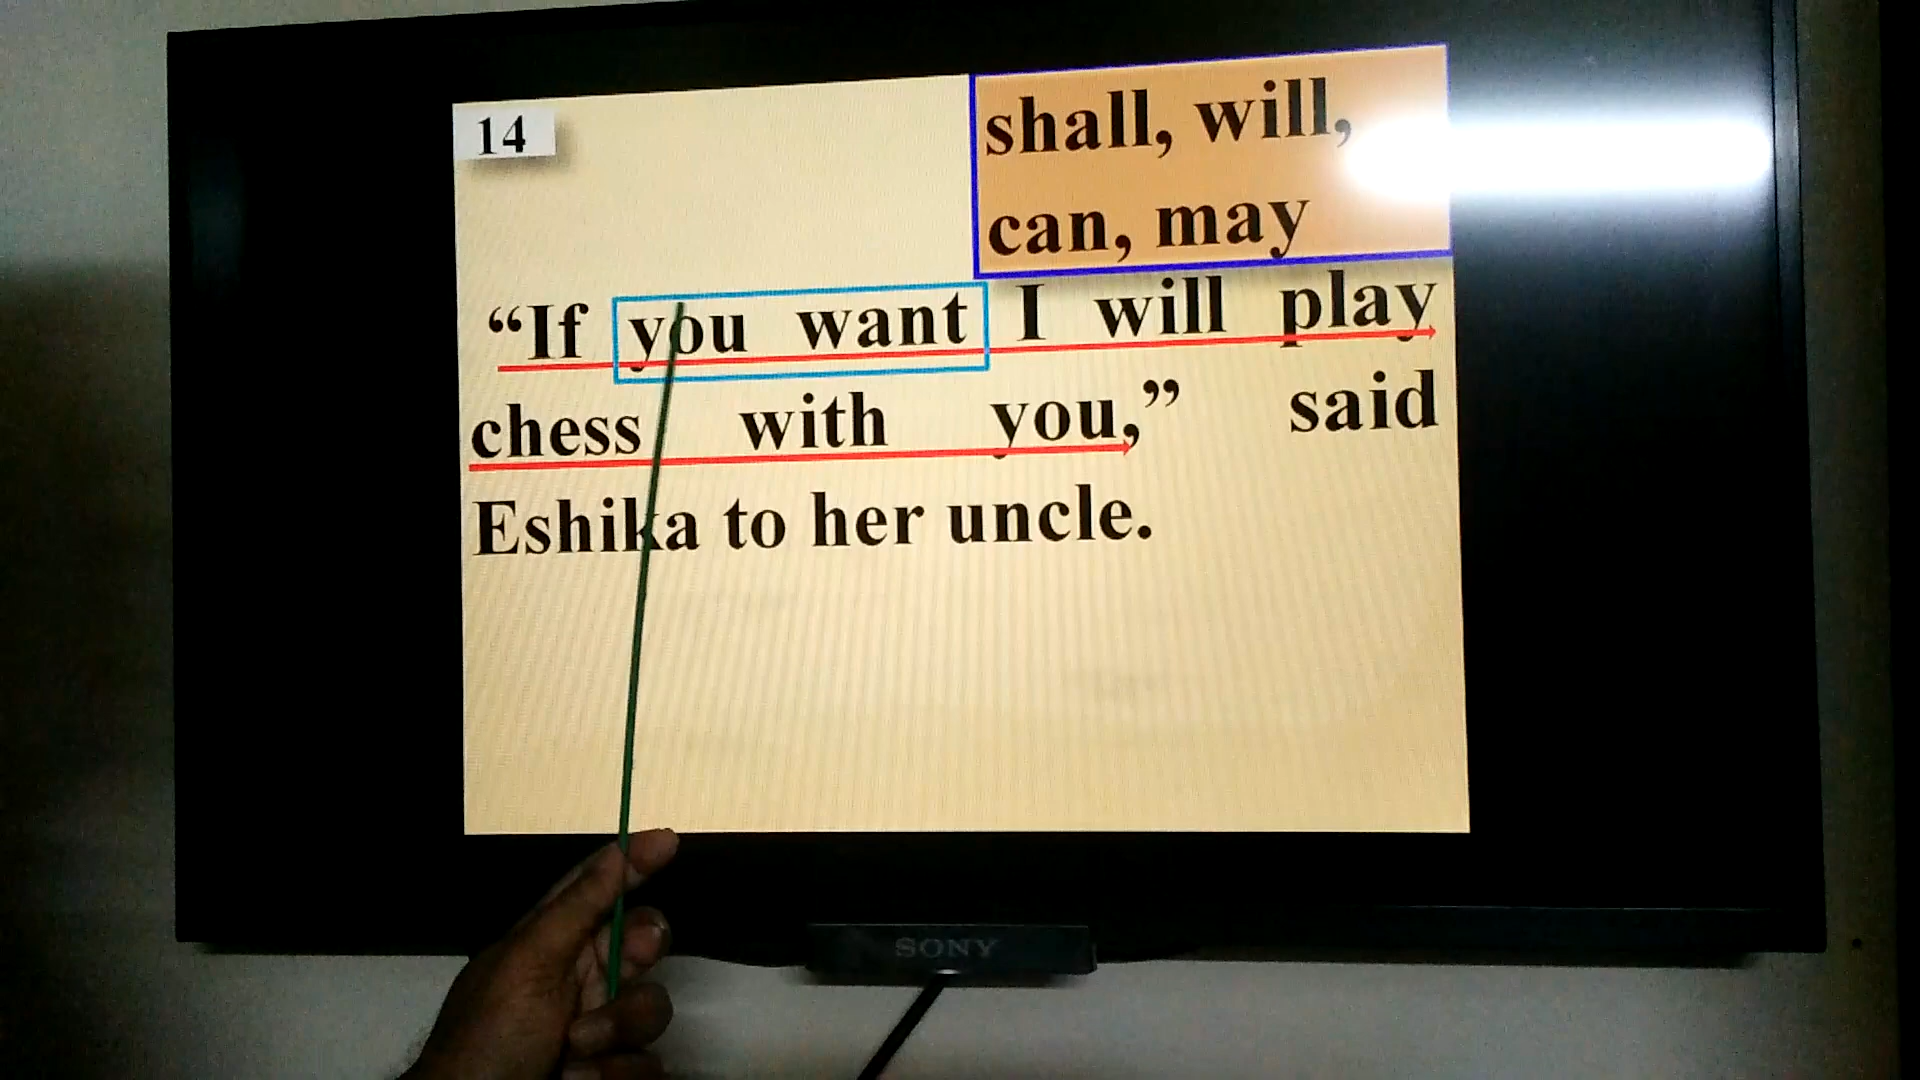 14
shall, will,
can, may
“If you want I will play
chess with you,” said
Eshika to her uncle.
SONY